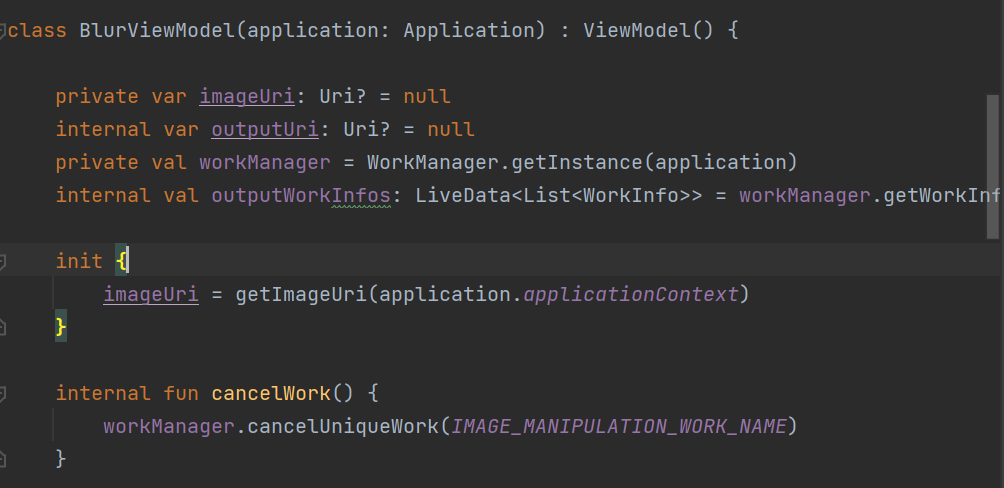 class BlurViewModel(application: Application) : ViewModel() {
private var imageUri: Uri? = null
internal var outputUri: Uri? = null
private val workManager = WorkManager.getInstance(application)
internal val outputWorkInfos: LiveData<List<WorkInfo>> = workManager.getWorkInf
init {
imageUri = getImageUri(application.applicationContext)
}
internal fun cancelWork() {
workManager.cancelUniqueWork(IMAGE_MANIPULATION_WORK_NAME)
}